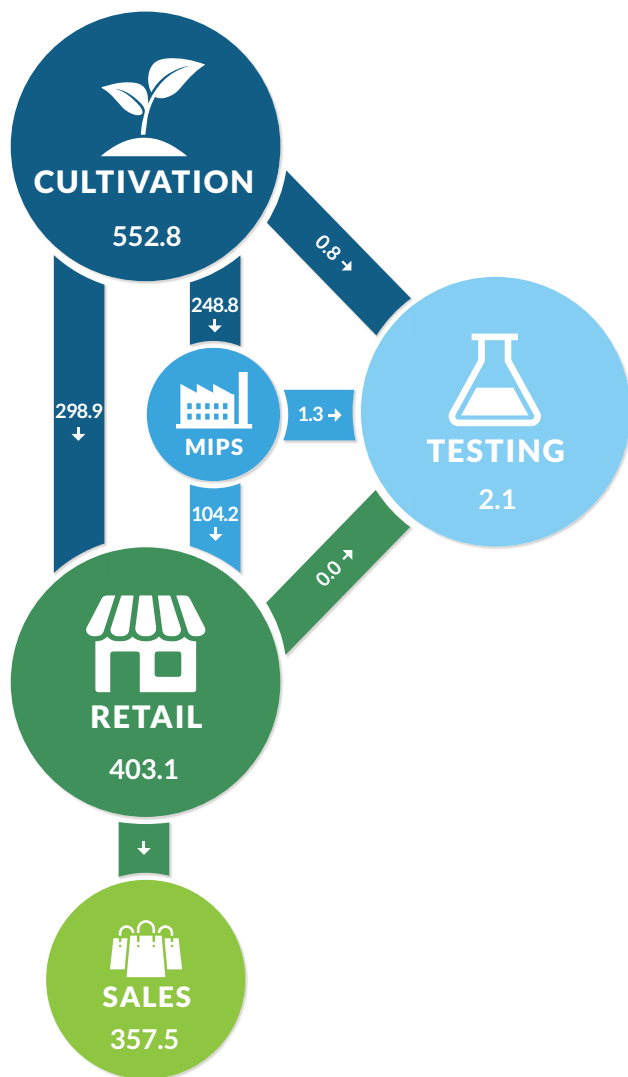 CULTIVATION
552.8
0.8
248.8
298.9
MIPS
1.3
TESTING
2.1
104.2
0.0
RETAIL
403.1
SALES
357.5